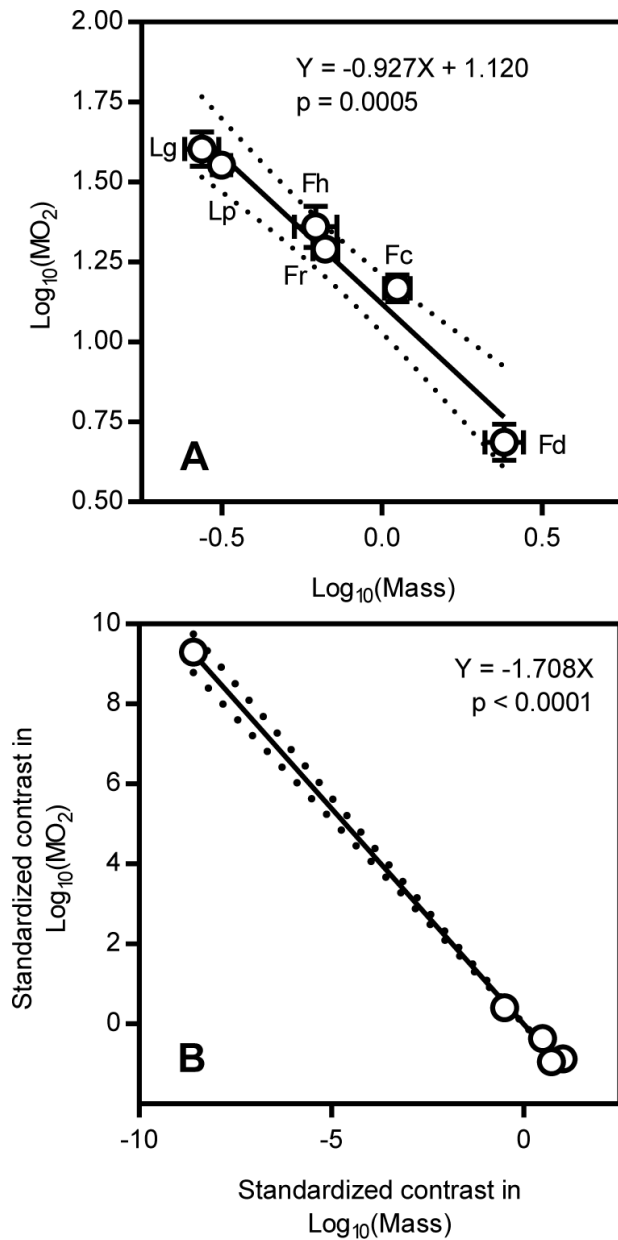 2.00
Y = -0.927X + 1.120
p = 0.0005
1.75
Lg
1.50
Lp
Fh
Log₁₀(MO₂)
1.25
Fr
Fc
1.00
0.75
A
Fd
0.50
-0.5
0.0
0.5
Log₁₀(Mass)
10
Y = -1.708X
p < 0.0001
8
6
Standardized contrast in
Log₁₀(MO₂)
4
2
0
B
-10
-5
0
Standardized contrast in
Log₁₀(Mass)